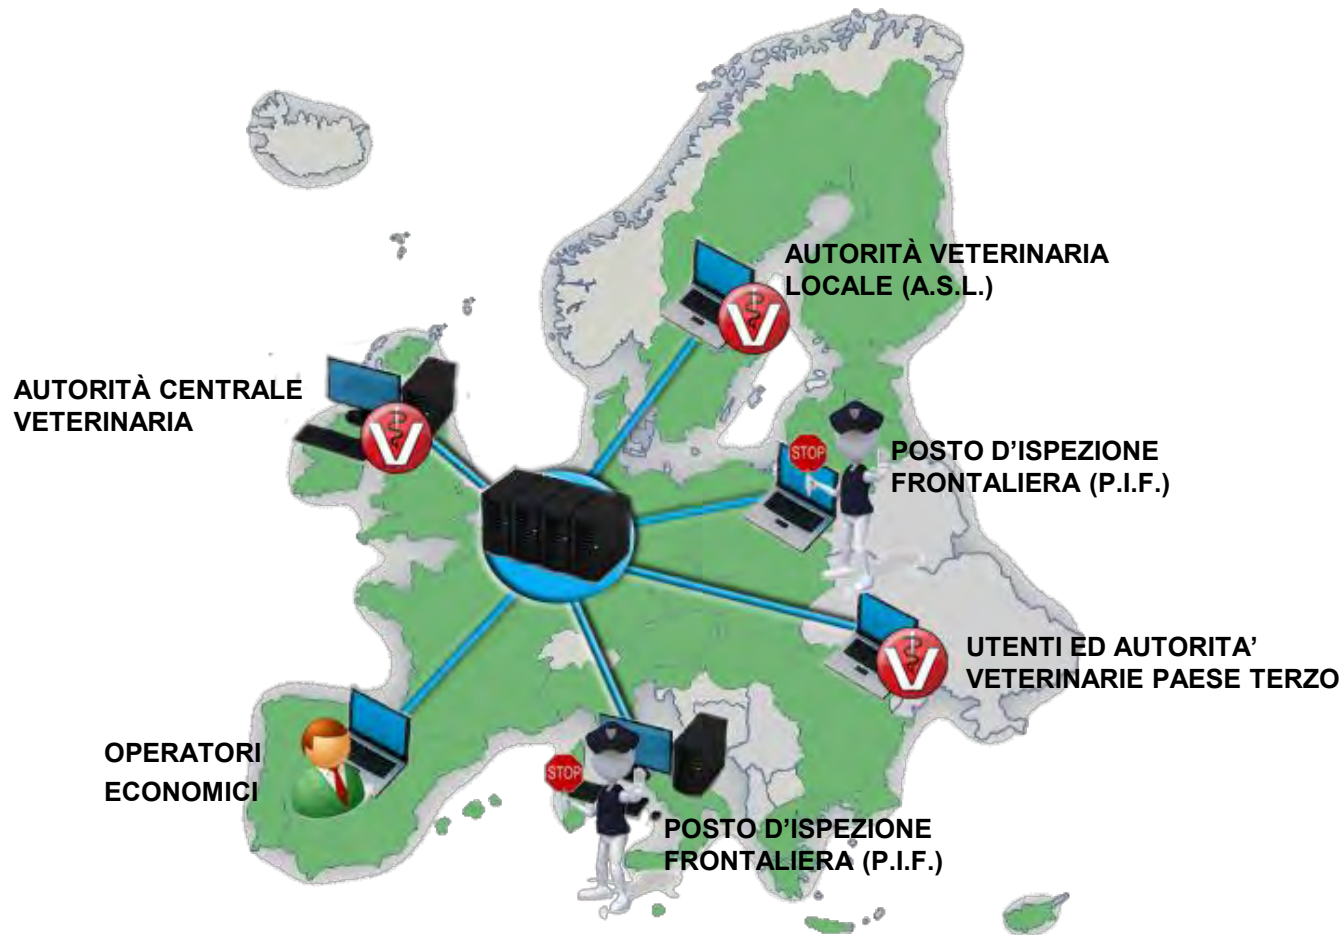 AUTORITÀ VETERINARIA
LOCALE (A.S.L.)
AUTORITÀ CENTRALE
VETERINARIA
V
V
STOP
POSTO D’ISPEZIONE
FRONTALIERA (P.I.F.)
UTENTI ED AUTORITA’
VETERINARIE PAESE TERZO
V
OPERATORI
ECONOMICI
STOP
POSTO D’ISPEZIONE
FRONTALIERA (P.I.F.)